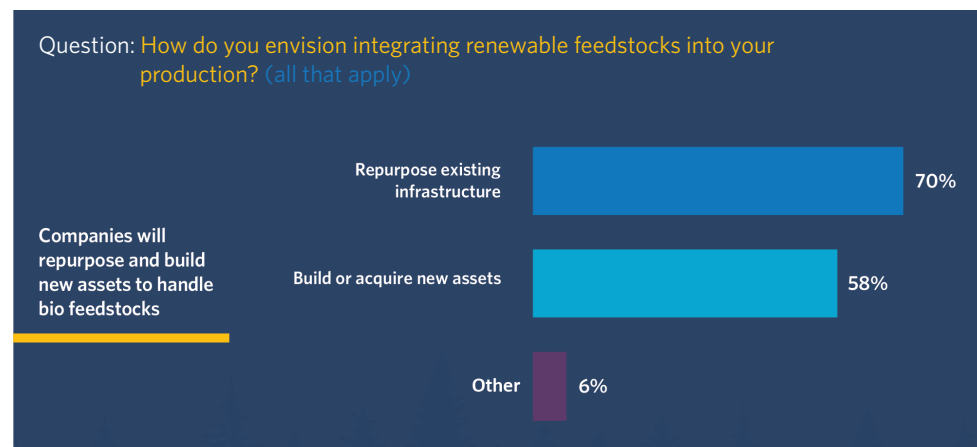 Question: How do you envision integrating renewable feedstocks into your
production? (all that apply)
Companies will
repurpose and build
new assets to handle
bio feedstocks
Repurpose existing
infrastructure
70%
Build or acquire new assets
58%
Other
6%